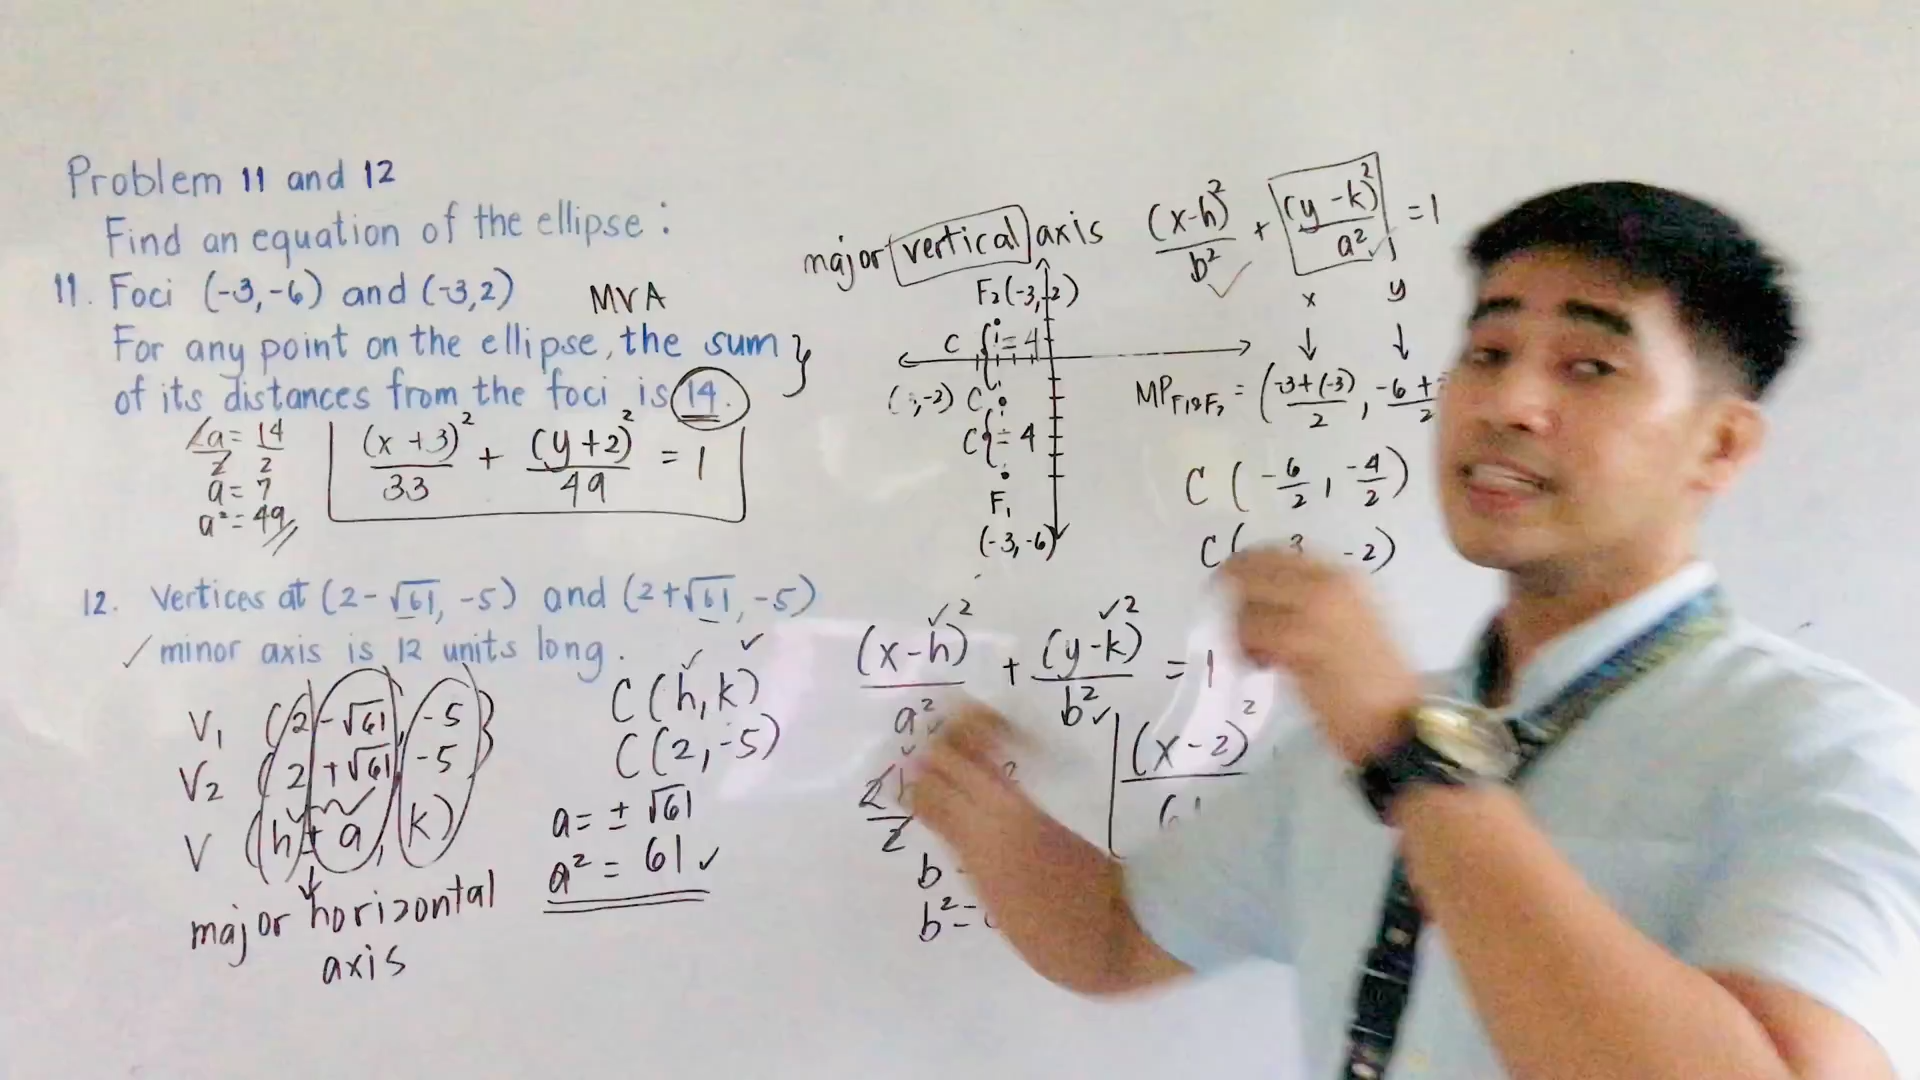 Problem 11 and 12
Find an equation of the ellipse:
11. Foci (-3,-6) and (-3,2) MVA
For any point on the ellipse, the sum }
of its distances from the foci is 14.
2a = 14
2 2
a = 7
a² = 49
(x+3)²/33 + (y+2)²/49 = 1
major vertical axis (x-h)²/b² + (y-k)²/a² = 1
x y
↓ ↓
F₂(-3,2)
C { = 4
(,-2) C
C { = 4
F₁
(-3,-6)
MP F₁&F₂ = (-3+(-3)/2, -6+/2
C (-6/2, -4/2)
C( 3 -2)
12. Vertices at (2-√61, -5) and (2+√61, -5)
✓ minor axis is 12 units long.
V₁ (2 -√61, -5
V₂ (2 +√61, -5
V (h ± a, k)
↓
major horizontal
axis
C (h,k)
C (2,-5)
a = ± √61
a² = 61 ✓
(x-h)²/a² + (y-k)²/b² = 1
2
2
b
b² =
(x-2)²
61